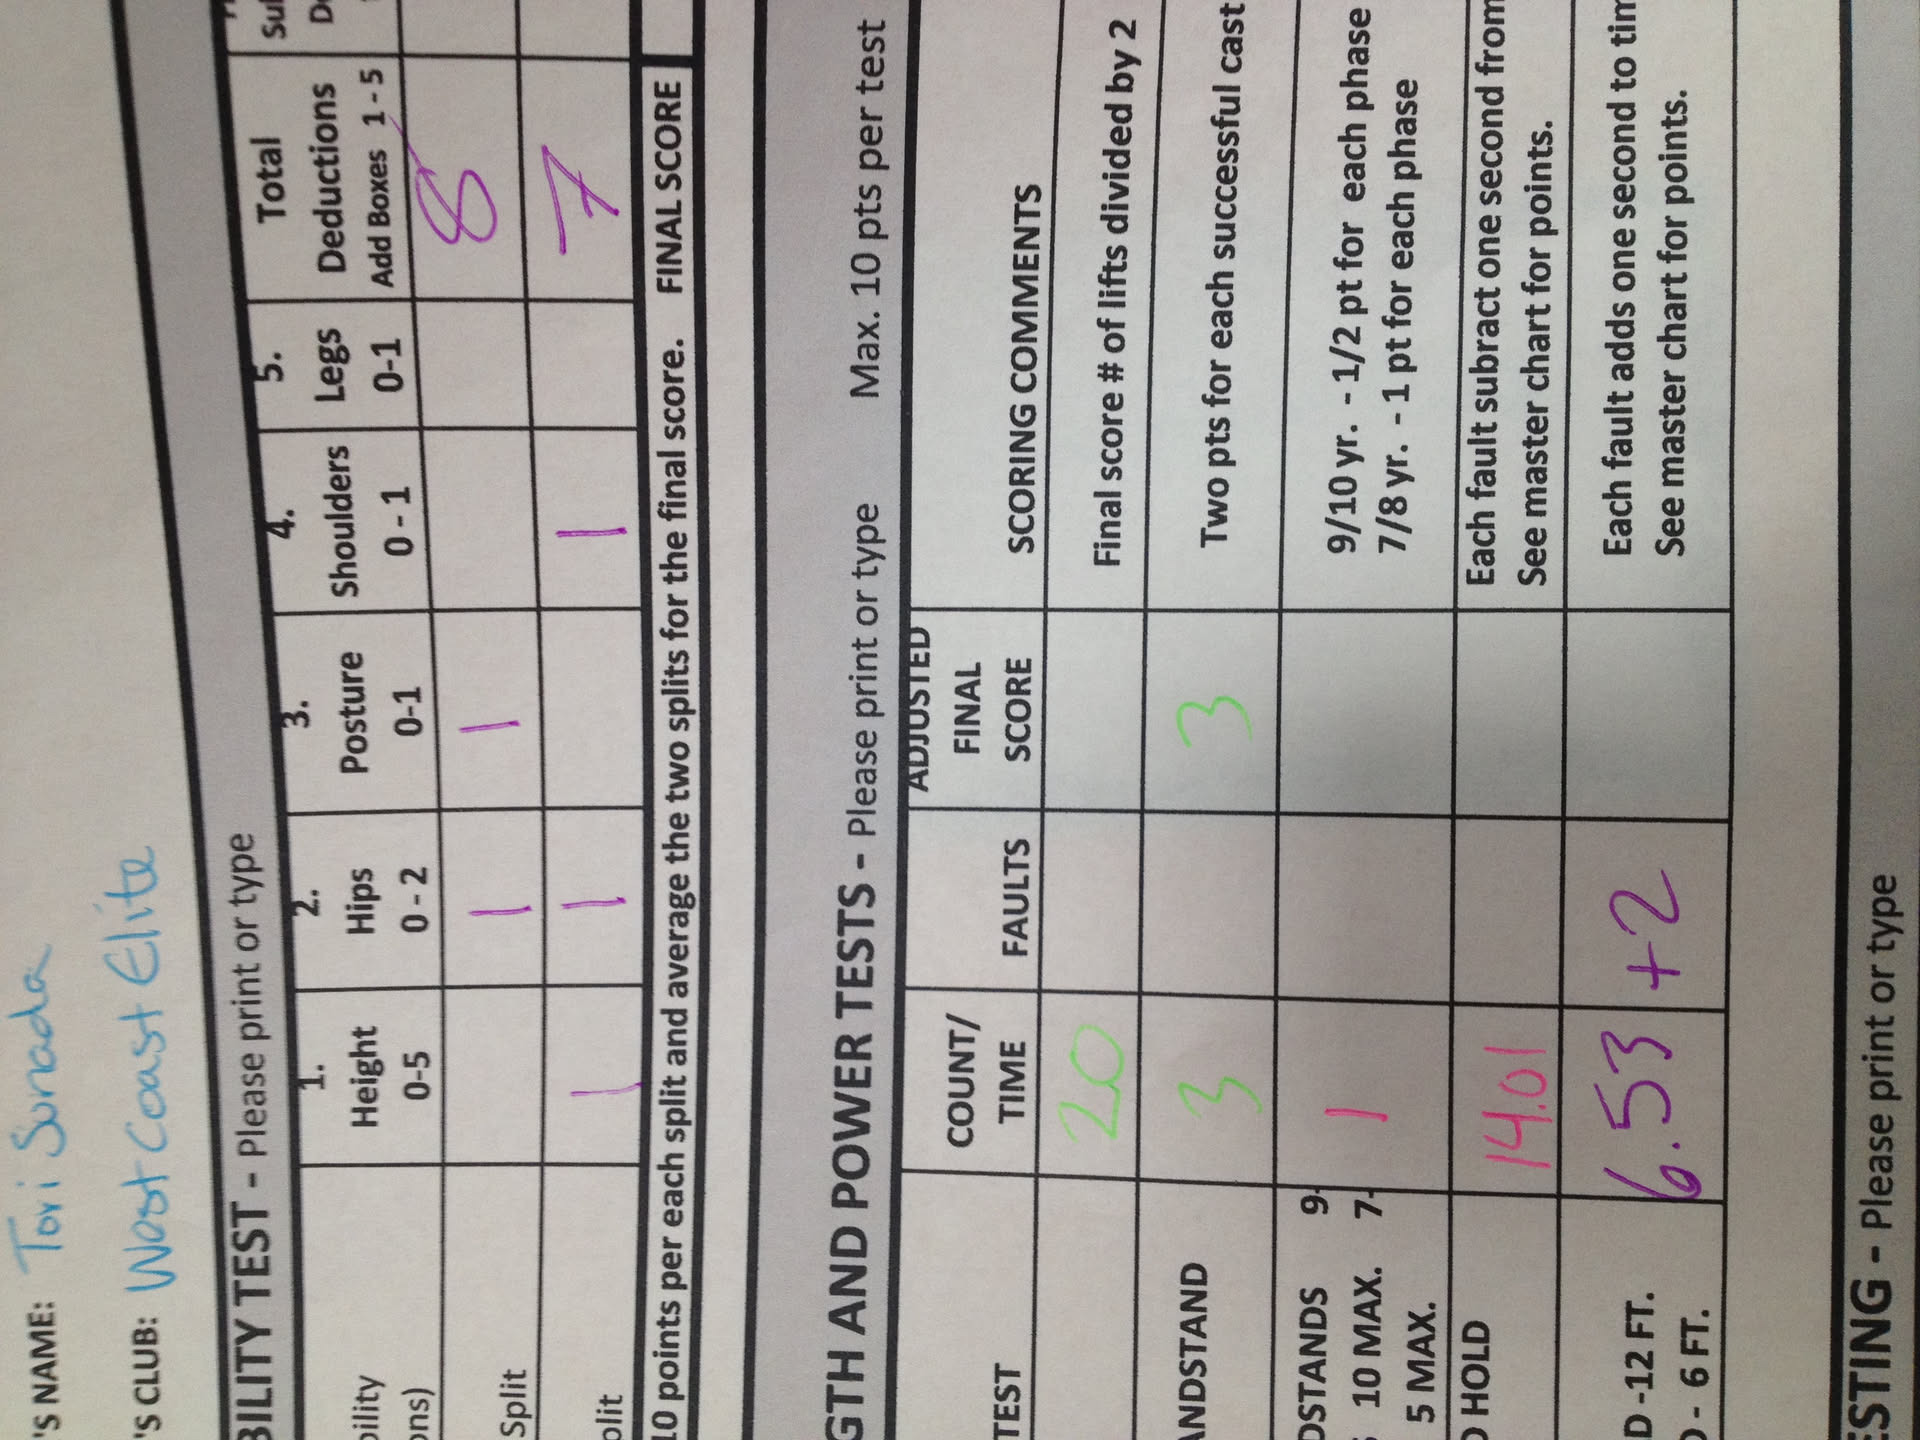 'S NAME: Tori Sunada
'S CLUB: West Coast Elite
BILITY TEST - Please print or type
bility
ons)
1.
Height
0-5
2.
Hips
0 - 2
3.
Posture
0-1
4.
Shoulders
0 - 1
5.
Legs
0-1
Total
Deductions
Add Boxes 1 - 5
Su
De
Split 1 1 8
plit 1 1 1 7
10 points per each split and average the two splits for the final score. FINAL SCORE
GTH AND POWER TESTS - Please print or type Max. 10 pts per test
TEST
COUNT/
TIME
FAULTS
ADJUSTED
FINAL
SCORE
SCORING COMMENTS
20 Final score # of lifts divided by 2
ANDSTAND 3 3 Two pts for each successful cast
DSTANDS 9-
10 MAX. 7-
5 MAX.
1
9/10 yr. - 1/2 pt for each phase
7/8 yr. - 1 pt for each phase
HOLD 14.01
Each fault subract one second from
See master chart for points.
D -12 FT.
- 6 FT.
6.53 +2
Each fault adds one second to tim
See master chart for points.
ESTING - Please print or type